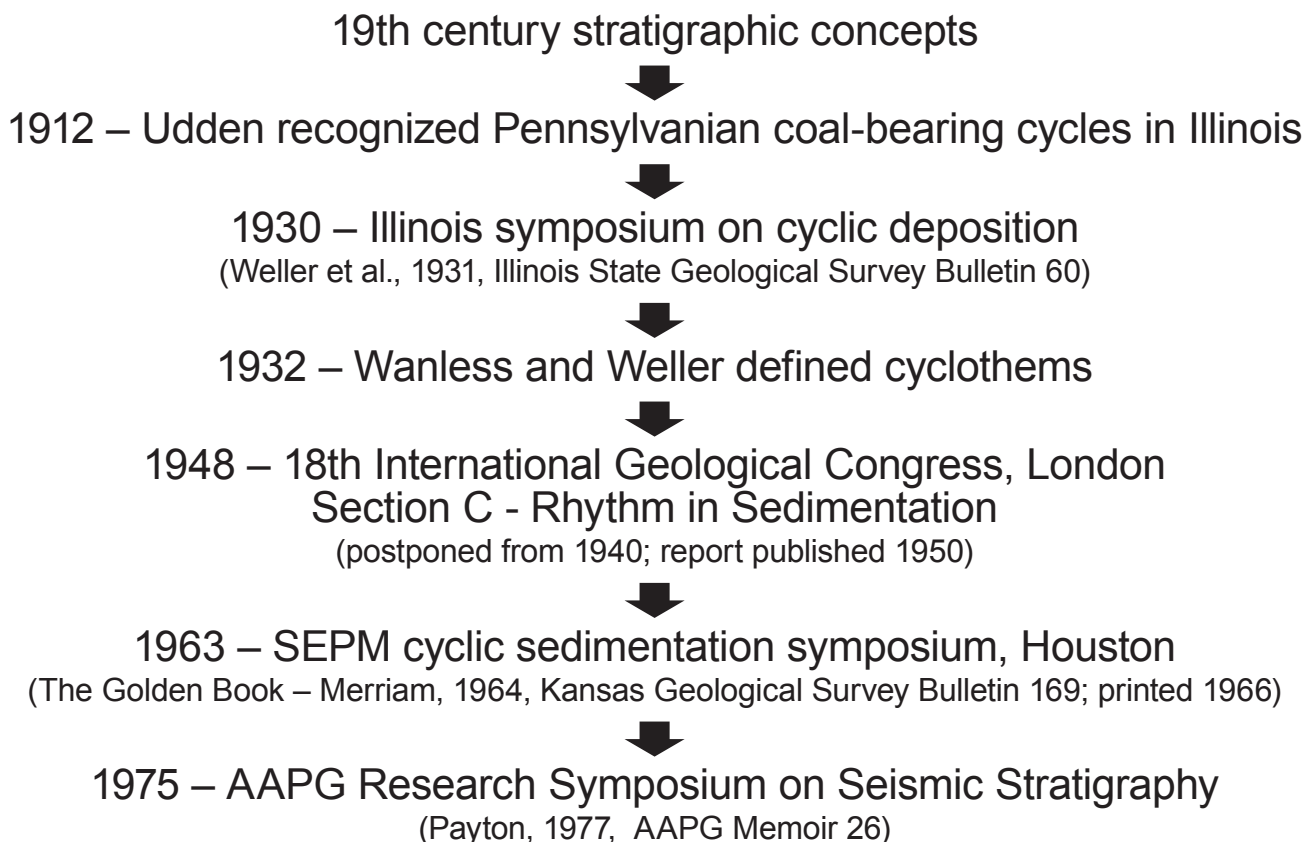 19th century stratigraphic concepts
1912 – Udden recognized Pennsylvanian coal-bearing cycles in Illinois
1930 – Illinois symposium on cyclic deposition
(Weller et al., 1931, Illinois State Geological Survey Bulletin 60)
1932 – Wanless and Weller defined cyclothems
1948 – 18th International Geological Congress, London
Section C - Rhythm in Sedimentation
(postponed from 1940; report published 1950)
1963 – SEPM cyclic sedimentation symposium, Houston
(The Golden Book – Merriam, 1964, Kansas Geological Survey Bulletin 169; printed 1966)
1975 – AAPG Research Symposium on Seismic Stratigraphy
(Payton, 1977, AAPG Memoir 26)